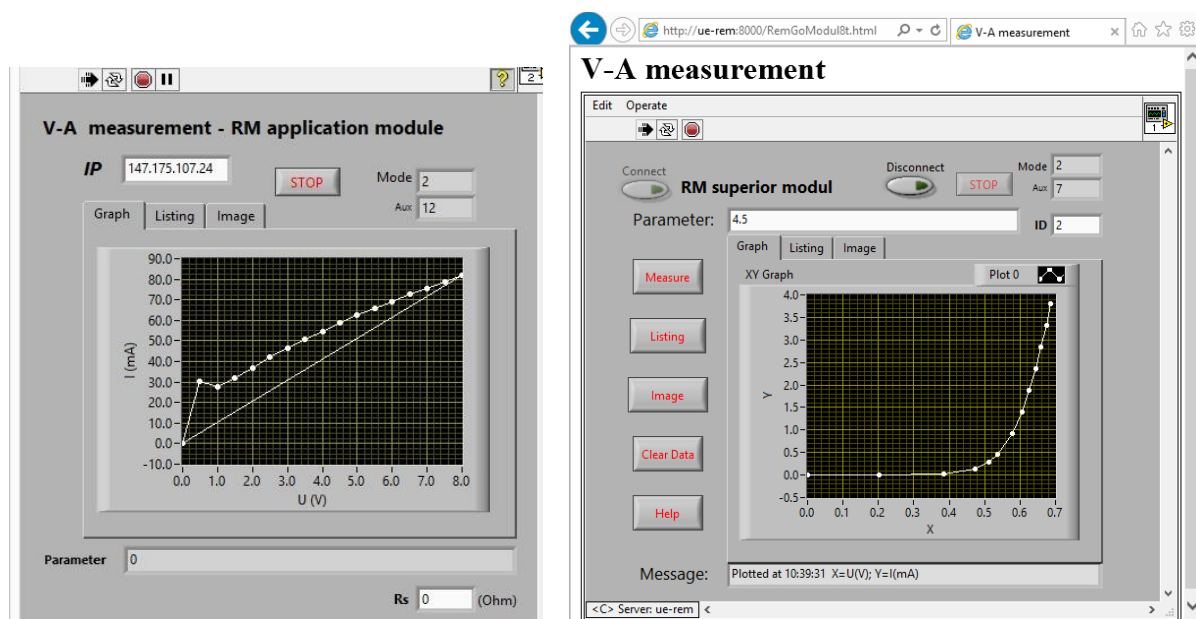 V-A measurement - RM application module
IP 147.175.107.24
STOP
Mode 2
Aux 12
Graph Listing Image
90.0
80.0
70.0
60.0
50.0
40.0
30.0
20.0
10.0
0.0
-10.0
I (mA)
0.0 1.0 2.0 3.0 4.0 5.0 6.0 7.0 8.0
U (V)
Parameter 0
Rs 0 (Ohm)
2
http://ue-rem:8000/RemGoModul8t.html
V-A measurement
V-A measurement
Edit Operate
1
Connect
RM superior modul
Disconnect
STOP
Mode 2
Aux 7
Parameter: 4.5
ID 2
Graph Listing Image
Measure
Listing
Image
Clear Data
Help
XY Graph
Plot 0
4.0
3.5
3.0
2.5
2.0
1.5
1.0
0.5
0.0
-0.5
Y
0.0 0.1 0.2 0.3 0.4 0.5 0.6 0.7
X
Message: Plotted at 10:39:31 X=U(V); Y=I(mA)
<C> Server: ue-rem